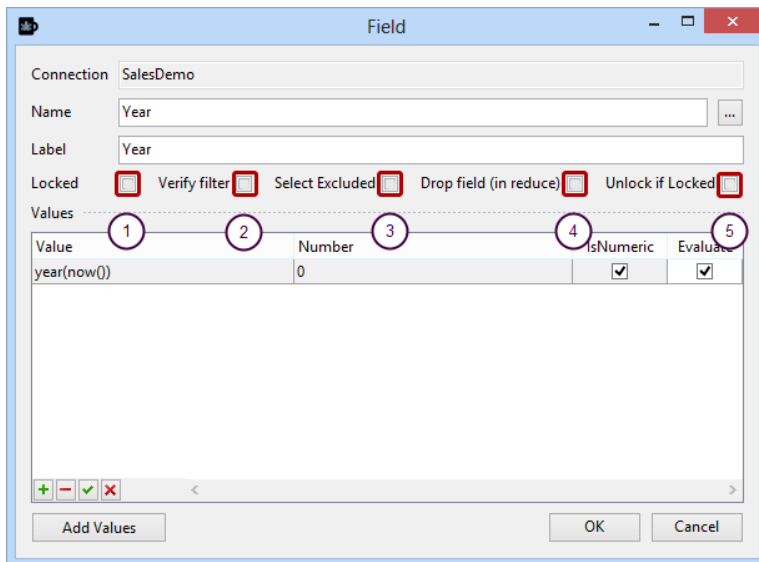 Field
Connection SalesDemo
Name Year ...
Label Year
Locked Verify filter Select Excluded Drop field (in reduce) Unlock if Locked
Values
1 2 3 4 5
Value Number IsNumeric Evaluate
year(now()) 0
Add Values OK Cancel